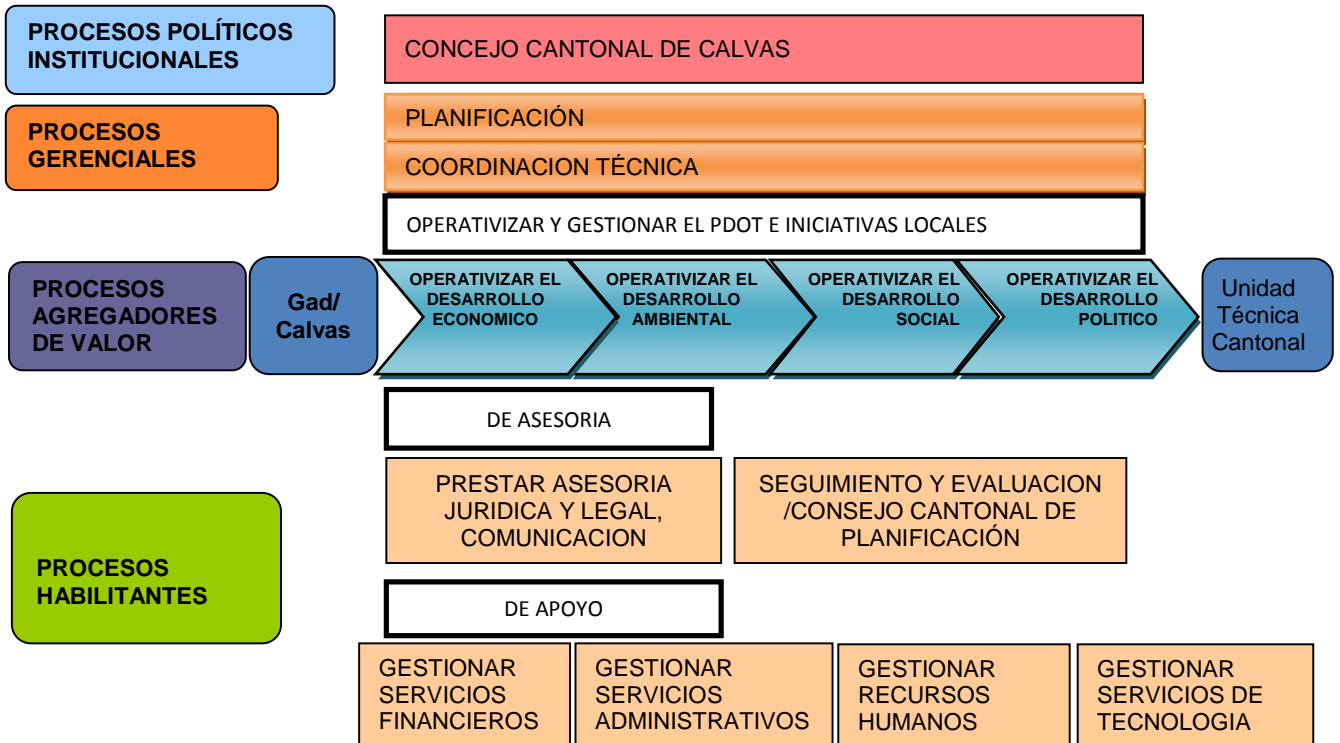 PROCESOS POLÍTICOS
INSTITUCIONALES
CONCEJO CANTONAL DE CALVAS
PROCESOS
GERENCIALES
PLANIFICACIÓN
COORDINACION TÉCNICA
OPERATIVIZAR Y GESTIONAR EL PDOT E INICIATIVAS LOCALES
PROCESOS
AGREGADORES
DE VALOR
Gad/
Calvas
OPERATIVIZAR EL
DESARROLLO
ECONOMICO
OPERATIVIZAR EL
DESARROLLO
AMBIENTAL
OPERATIVIZAR EL
DESARROLLO
SOCIAL
OPERATIVIZAR EL
DESARROLLO
POLITICO
Unidad
Técnica
Cantonal
PROCESOS
HABILITANTES
DE ASESORIA
PRESTAR ASESORIA
JURIDICA Y LEGAL,
COMUNICACION
SEGUIMIENTO Y EVALUACION
/CONSEJO CANTONAL DE
PLANIFICACIÓN
DE APOYO
GESTIONAR
SERVICIOS
FINANCIEROS
GESTIONAR
SERVICIOS
ADMINISTRATIVOS
GESTIONAR
RECURSOS
HUMANOS
GESTIONAR
SERVICIOS DE
TECNOLOGIA